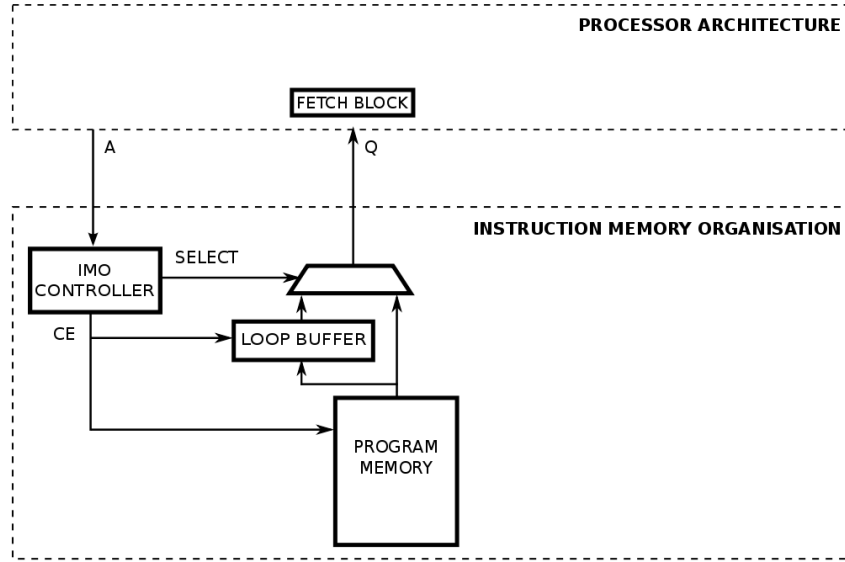 PROCESSOR ARCHITECTURE
FETCH BLOCK
A
Q
INSTRUCTION MEMORY ORGANISATION
SELECT
IMO
CONTROLLER
CE
LOOP BUFFER
PROGRAM
MEMORY